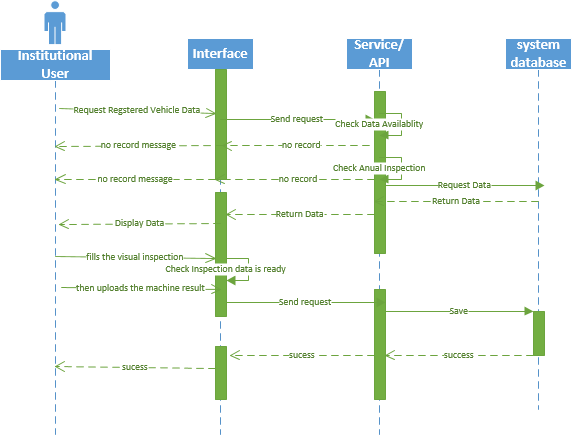 Institutional
User
Interface
Service/
API
system
database
Request Regstered Vehicle Data
Send request
Check Data Availablity
no record message
no record
Check Anual Inspection
no record message
no record
Request Data
Return Data
Return Data
Display Data
fills the visual inspection
Check Inspection data is ready
then uploads the machine result
Send request
Save
sucess
success
sucess